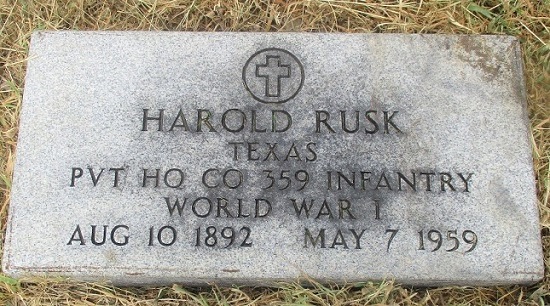 HAROLD RUSK
TEXAS
PVT HQ CO 359 INFANTRY
WORLD WAR I
AUG 10 1892 MAY 7 1959